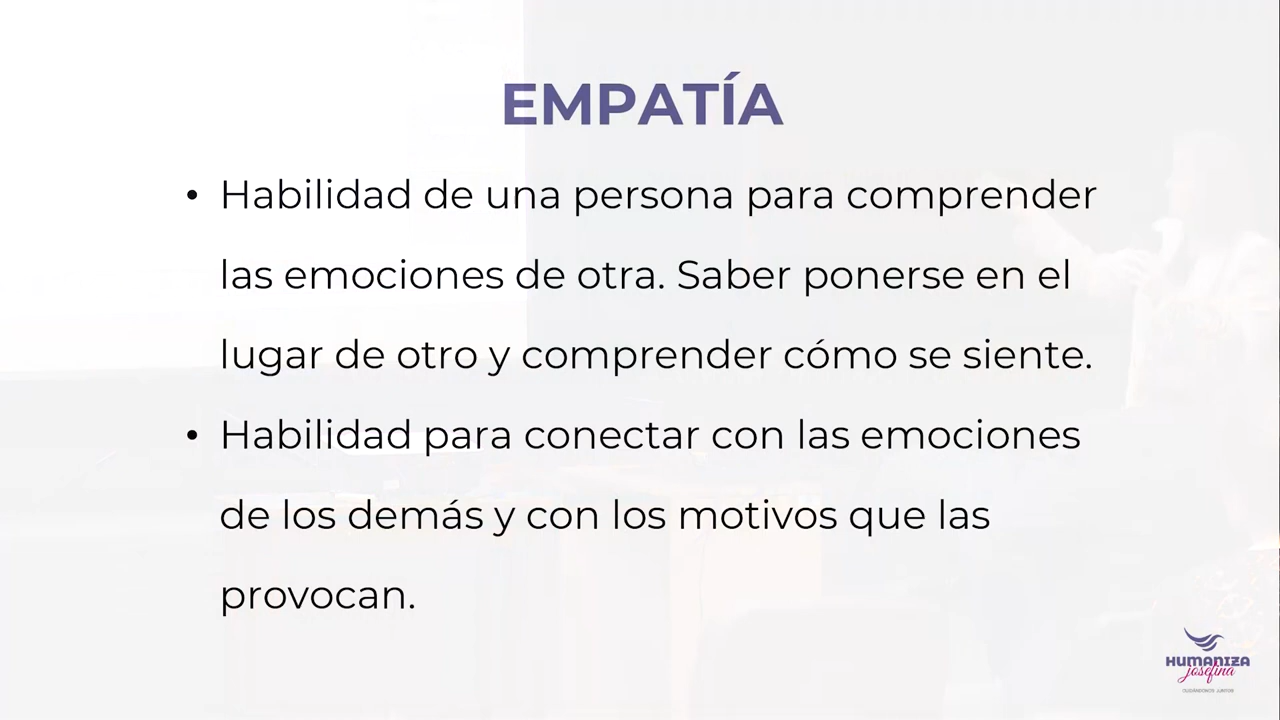 EMPATÍA
• Habilidad de una persona para comprender
las emociones de otra. Saber ponerse en el
lugar de otro y comprender cómo se siente.
• Habilidad para conectar con las emociones
de los demás y con los motivos que las
provocan.
HUMANIZA
josefina
CUIDÁNDONOS JUNTOS